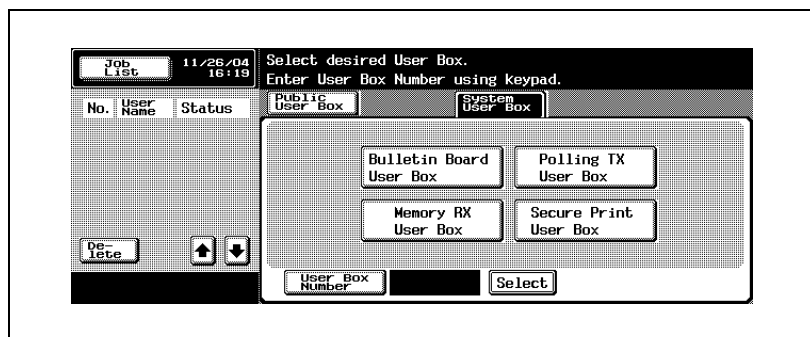 Job
List
11/26/04
16:19
Select desired User Box.
Enter User Box Number using keypad.
No. User
Name Status
Public
User Box
System
User Box
Bulletin Board
User Box
Polling TX
User Box
Memory RX
User Box
Secure Print
User Box
De-
lete
User Box
Number
Select